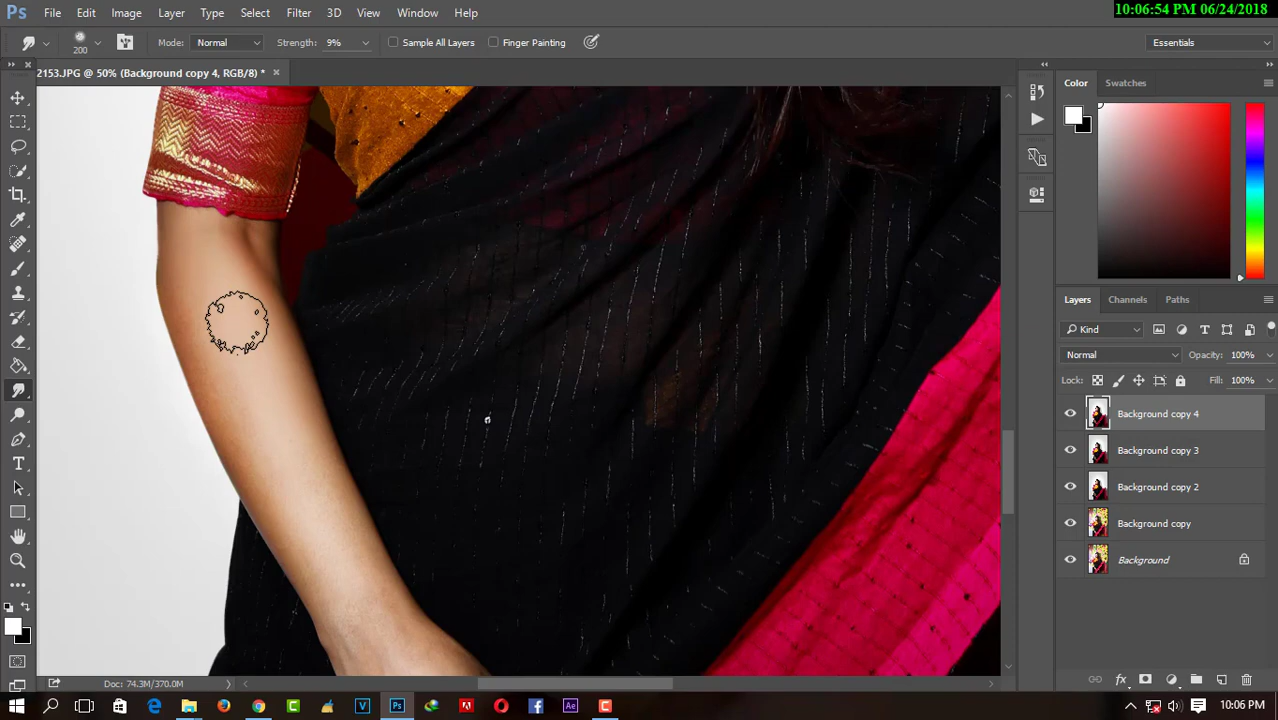 10:06:54 PM 06/24/2018
Ps File Edit Image Layer Type Select Filter 3D View Window Help
200 Mode: Normal Strength: 9% Sample All Layers Finger Painting Essentials
2153.JPG @ 50% (Background copy 4, RGB/8) *
Color Swatches
Layers Channels Paths
Kind
Normal Opacity: 100%
Lock: Fill: 100%
Background copy 4
Background copy 3
Background copy 2
Background copy
Background
Doc: 74.3M/370.0M
10:06 PM